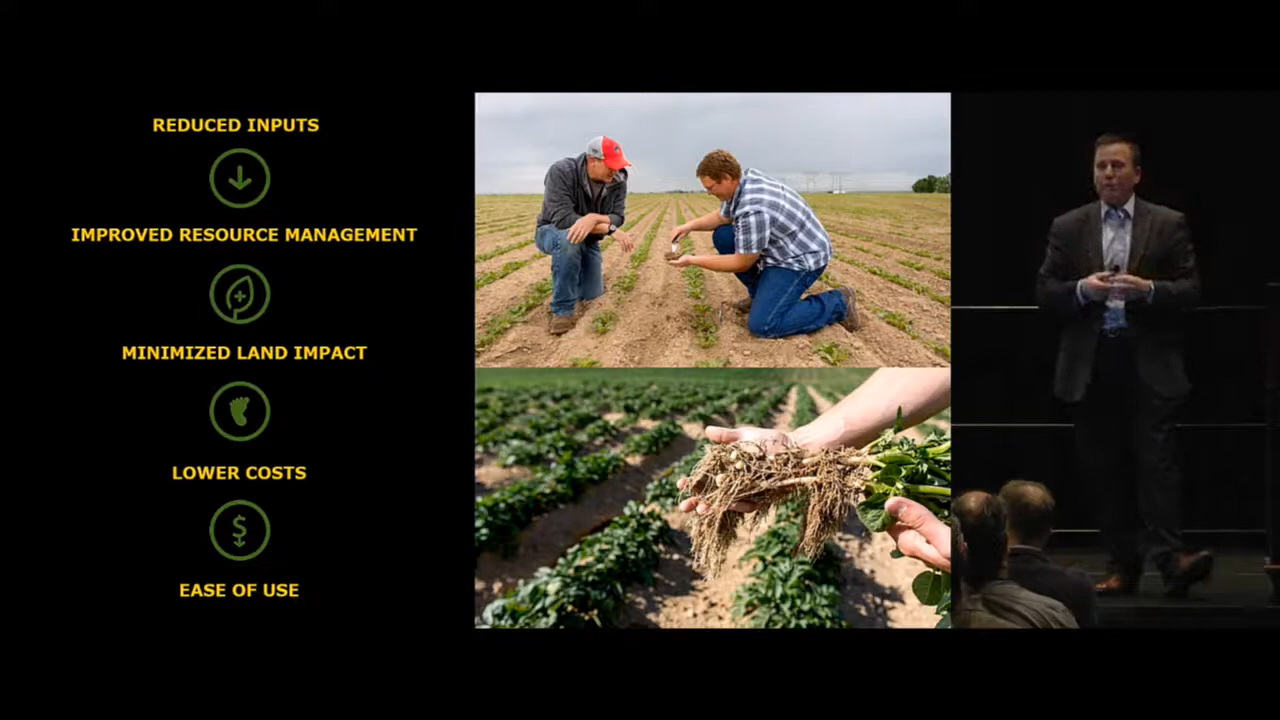 REDUCED INPUTS
IMPROVED RESOURCE MANAGEMENT
MINIMIZED LAND IMPACT
LOWER COSTS
$
EASE OF USE